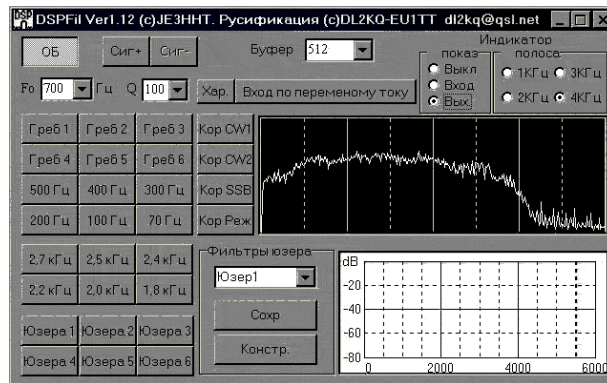 DSPFil Ver1.12 (c)JE3HHT. Русификация (c)DL2KQ-EU1TT dl2kq@qsl.net
ОБ Сиг+ Сиг- Буфер 512 Индикатор
показ полоса
Выкл 1КГц 3КГц
Вход
Вых 2КГц 4КГц
Fo 700 Гц Q 100 Хар. Вход по переменому току
Греб 1 Греб 2 Греб 3 Кор CW1
Греб 4 Греб 5 Греб 6 Кор CW2
500 Гц 400 Гц 300 Гц Кор SSB
200 Гц 100 Гц 70 Гц Кор Реж
2,7 кГц 2,5 кГц 2,4 кГц
2,2 кГц 2,0 кГц 1,8 кГц
Юзера 1 Юзера 2 Юзера 3
Юзера 4 Юзера 5 Юзера 6
Фильтры юзера
Юзер1
Сохр
Констр.
dB
-20
-40
-60
-80
0 2000 4000 6000